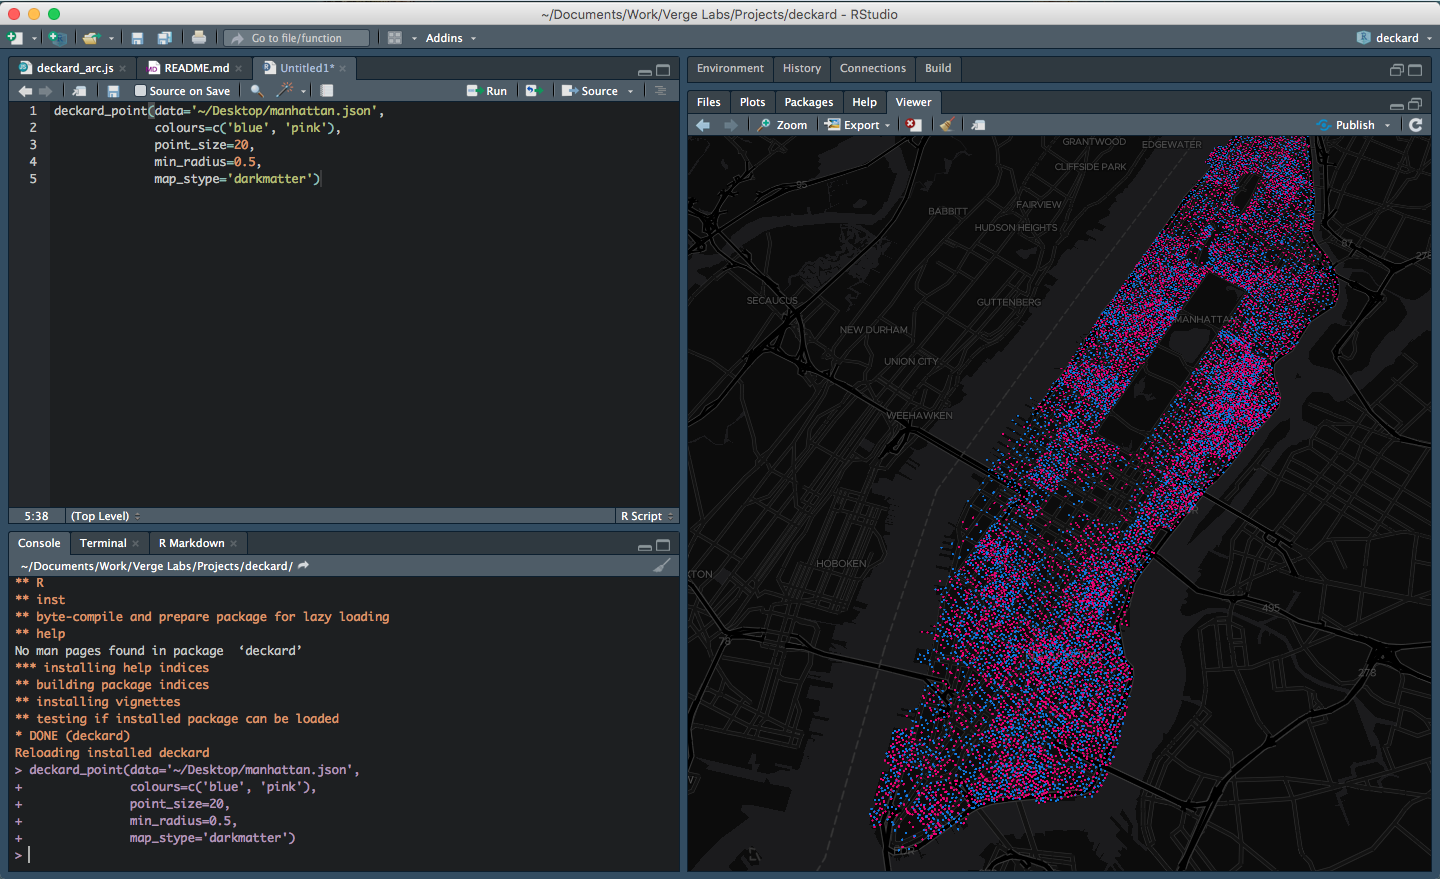 ~/Documents/Work/Verge Labs/Projects/deckard - RStudio
Go to file/function
Addins
deckard
deckard_arc.js
README.md
Untitled1*
Source on Save
Run
Source
1 deckard_point(data='~/Desktop/manhattan.json',
2 colours=c('blue', 'pink'),
3 point_size=20,
4 min_radius=0.5,
5 map_stype='darkmatter')
5:38
(Top Level)
R Script
Console
Terminal
R Markdown
~/Documents/Work/Verge Labs/Projects/deckard/
** R
** inst
** byte-compile and prepare package for lazy loading
** help
No man pages found in package  ‘deckard’
*** installing help indices
** building package indices
** installing vignettes
** testing if installed package can be loaded
* DONE (deckard)
Reloading installed deckard
> deckard_point(data='~/Desktop/manhattan.json',
+ colours=c('blue', 'pink'),
+ point_size=20,
+ min_radius=0.5,
+ map_stype='darkmatter')
>
Environment
History
Connections
Build
Files
Plots
Packages
Help
Viewer
Zoom
Export
Publish
GRANTWOOD
EDGEWATER
CLIFFSIDE PARK
95
FAIRVIEW
BABBITT
HUDSON HEIGHTS
87
278
SECAUCUS
GUTTENBERG
MANHATTAN
NEW DURHAM
UNION CITY
WEEHAWKEN
HOBOKEN
KTON
495
78
278